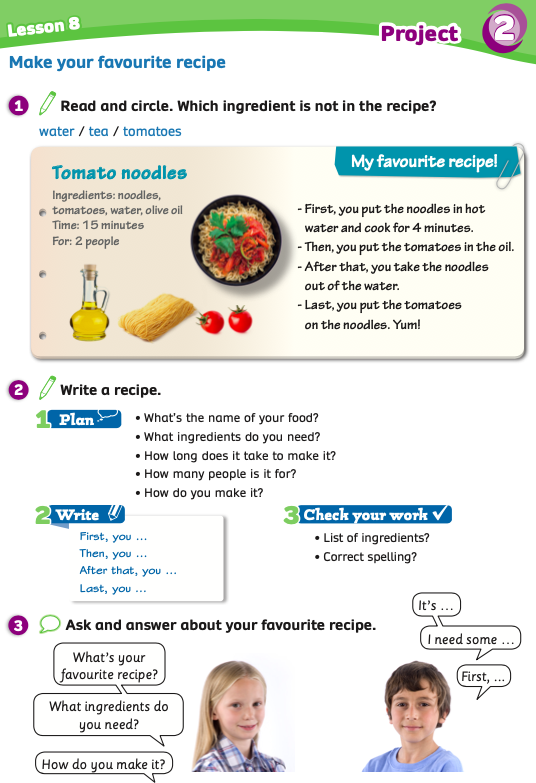 Lesson 8
Project 2
Make your favourite recipe
1 Read and circle. Which ingredient is not in the recipe?
water / tea / tomatoes
My favourite recipe!
Tomato noodles
Ingredients: noodles,
tomatoes, water, olive oil
Time: 15 minutes
For: 2 people
- First, you put the noodles in hot
water and cook for 4 minutes.
- Then, you put the tomatoes in the oil.
- After that, you take the noodles
out of the water.
- Last, you put the tomatoes
on the noodles. Yum!
2 Write a recipe.
1 Plan
• What's the name of your food?
• What ingredients do you need?
• How long does it take to make it?
• How many people is it for?
• How do you make it?
2 Write
First, you ...
Then, you ...
After that, you ...
Last, you ...
3 Check your work ✓
• List of ingredients?
• Correct spelling?
3 Ask and answer about your favourite recipe.
What's your
favourite recipe?
What ingredients do
you need?
How do you make it?
It's ...
I need some ...
First, ...